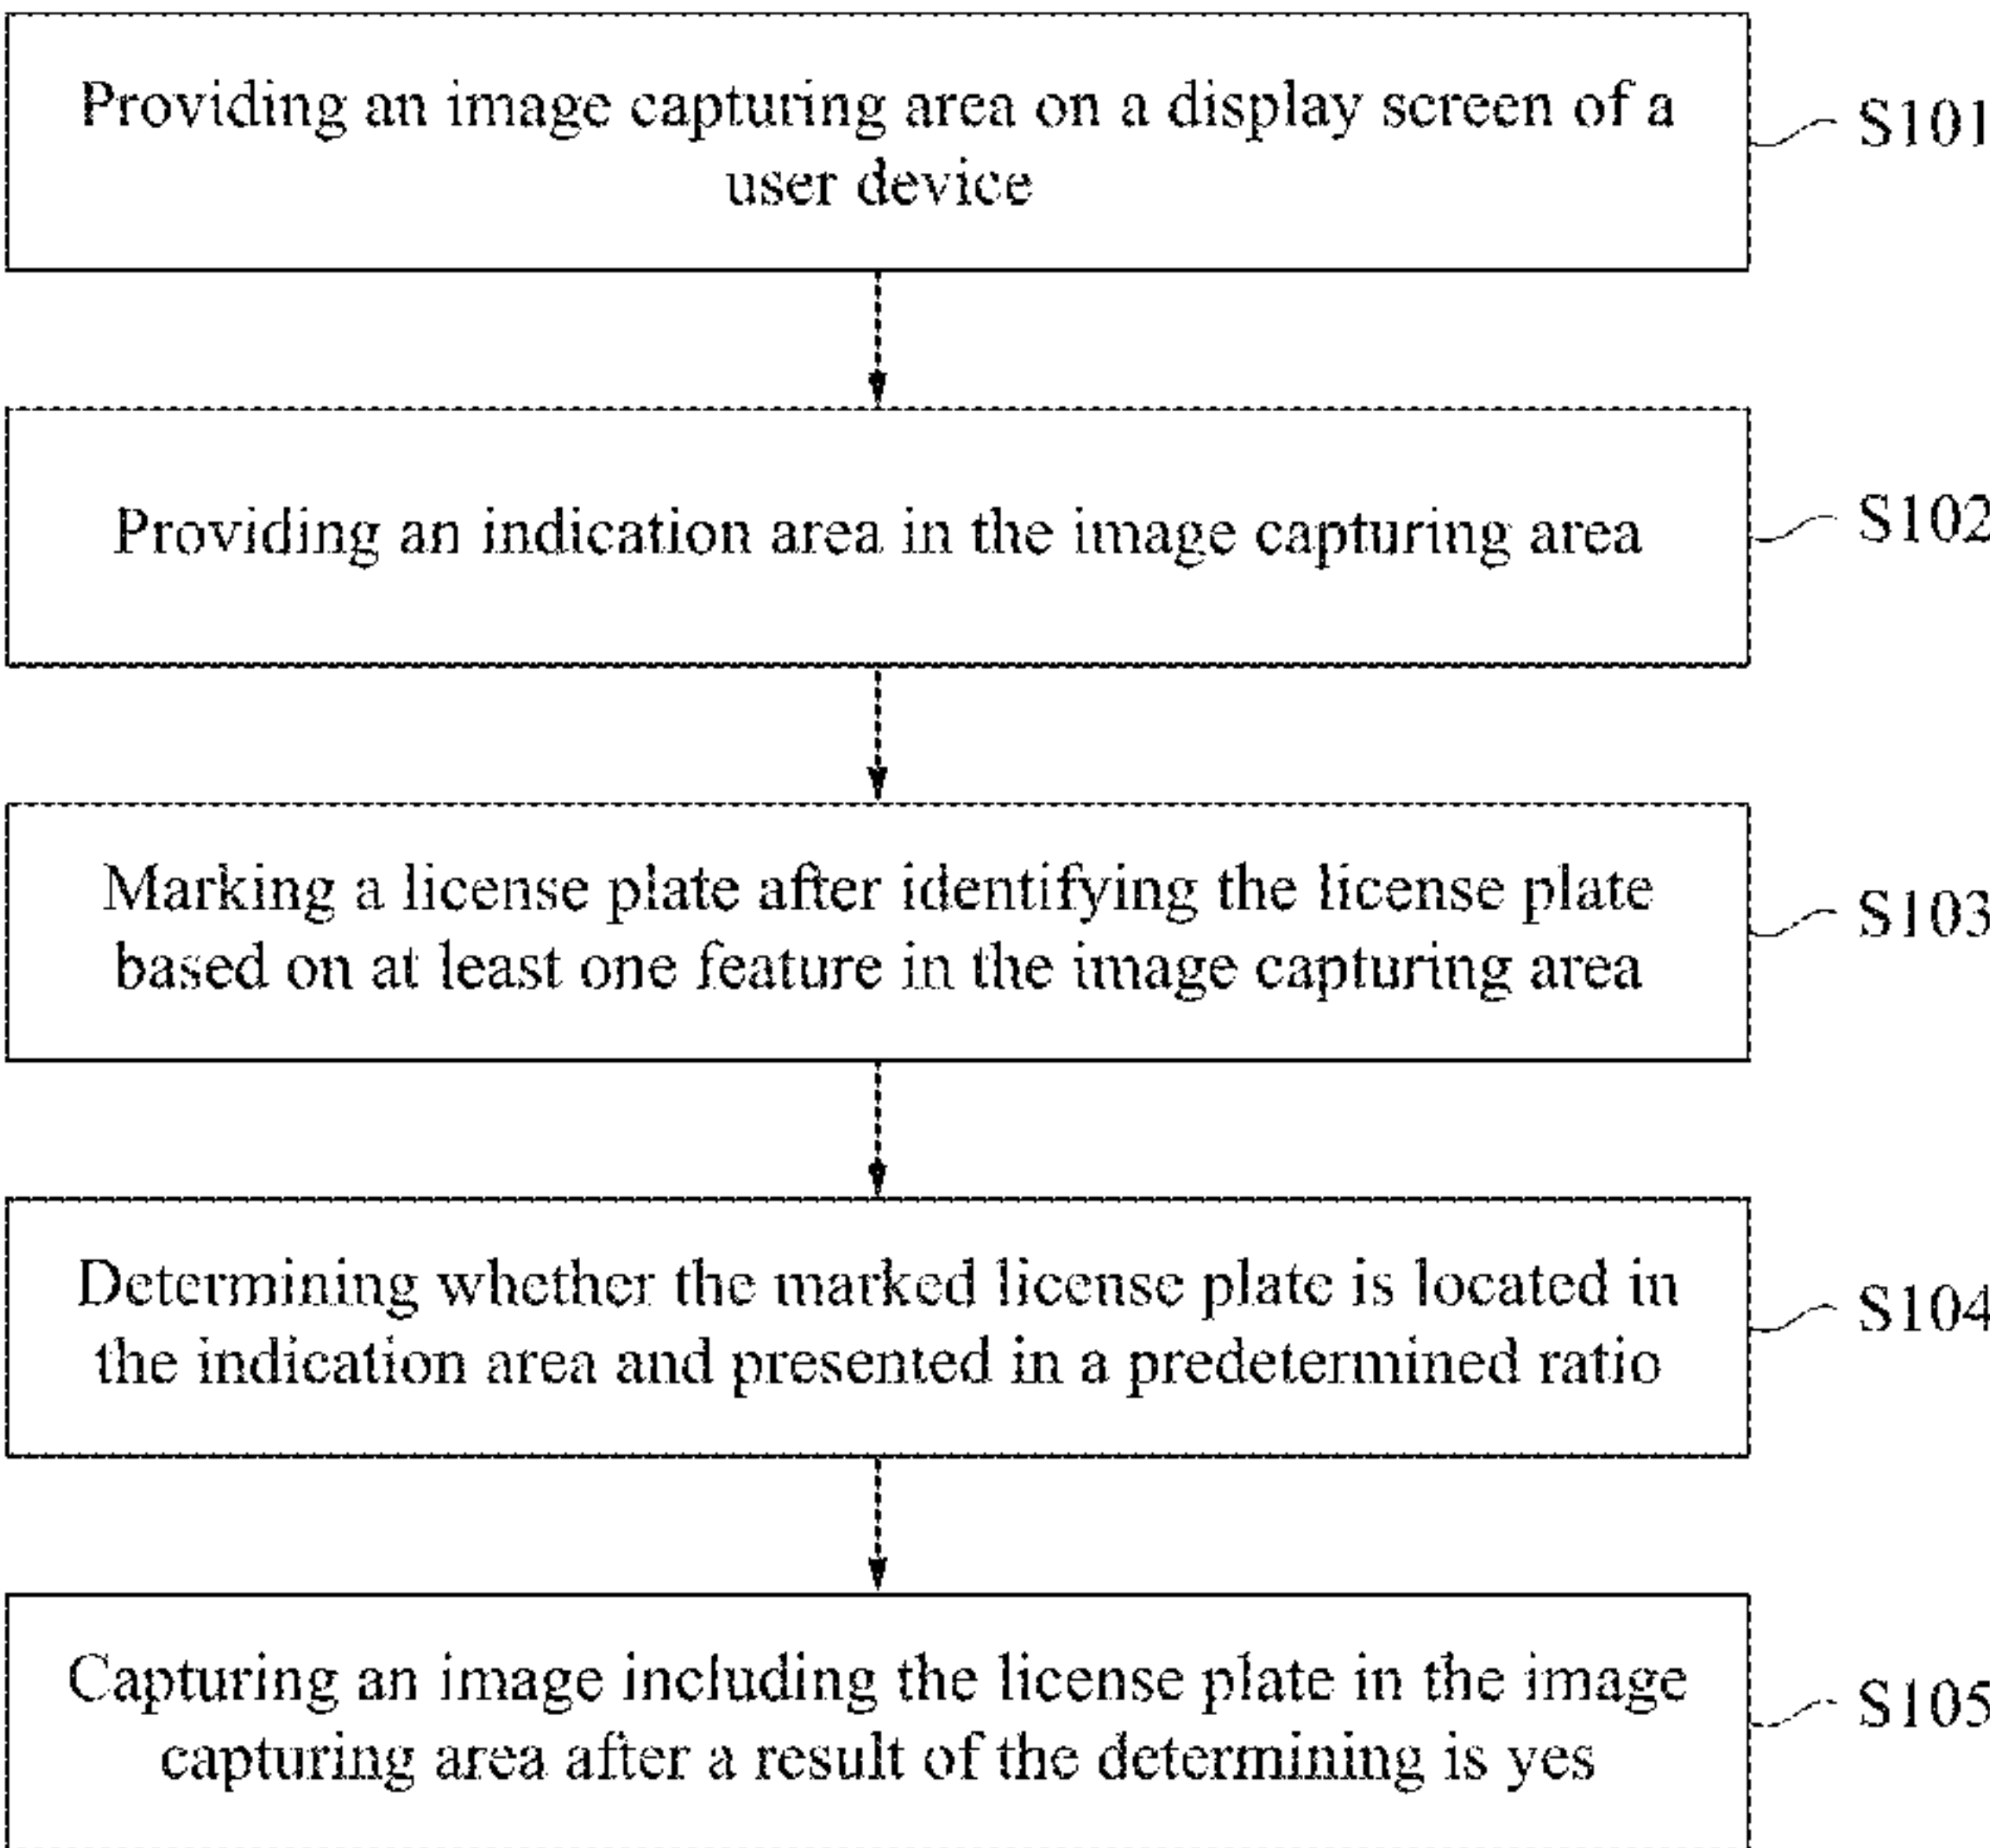 Providing an image capturing area on a display screen of a
user device
S101
Providing an indication area in the image capturing area
S102
Marking a license plate after identifying the license plate
based on at least one feature in the image capturing area
S103
Determining whether the marked license plate is located in
the indication area and presented in a predetermined ratio
S104
Capturing an image including the license plate in the image
capturing area after a result of the determining is yes
S105